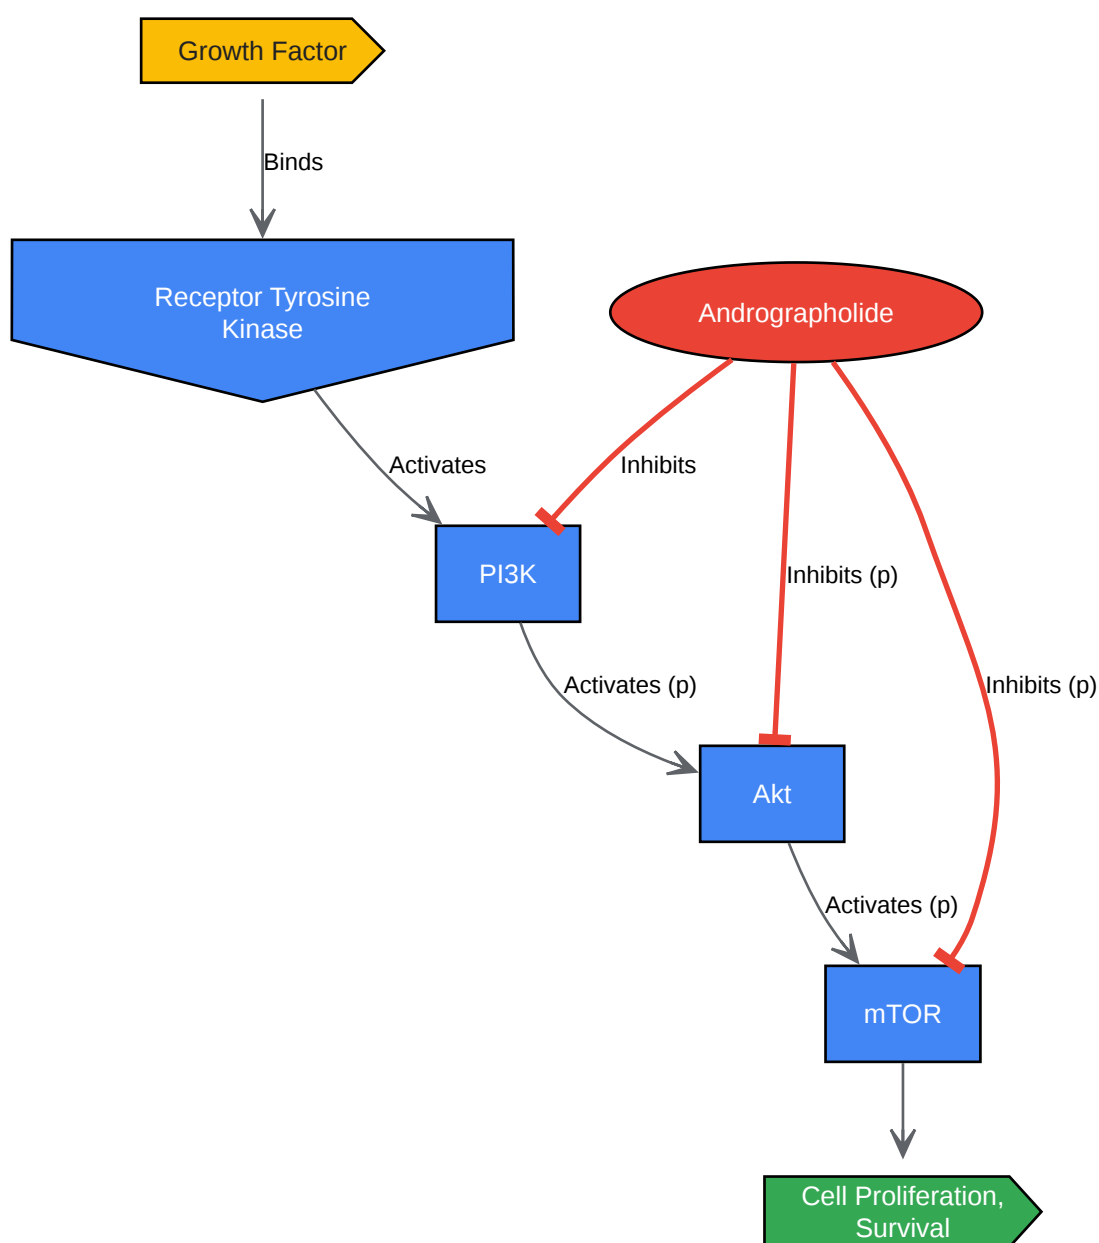 Growth Factor
Binds
Receptor Tyrosine
Kinase
Andrographolide
Activates
Inhibits
PI3K
Inhibits (p)
Activates (p)
Inhibits (p)
Akt
Activates (p)
mTOR
Cell Proliferation,
Survival